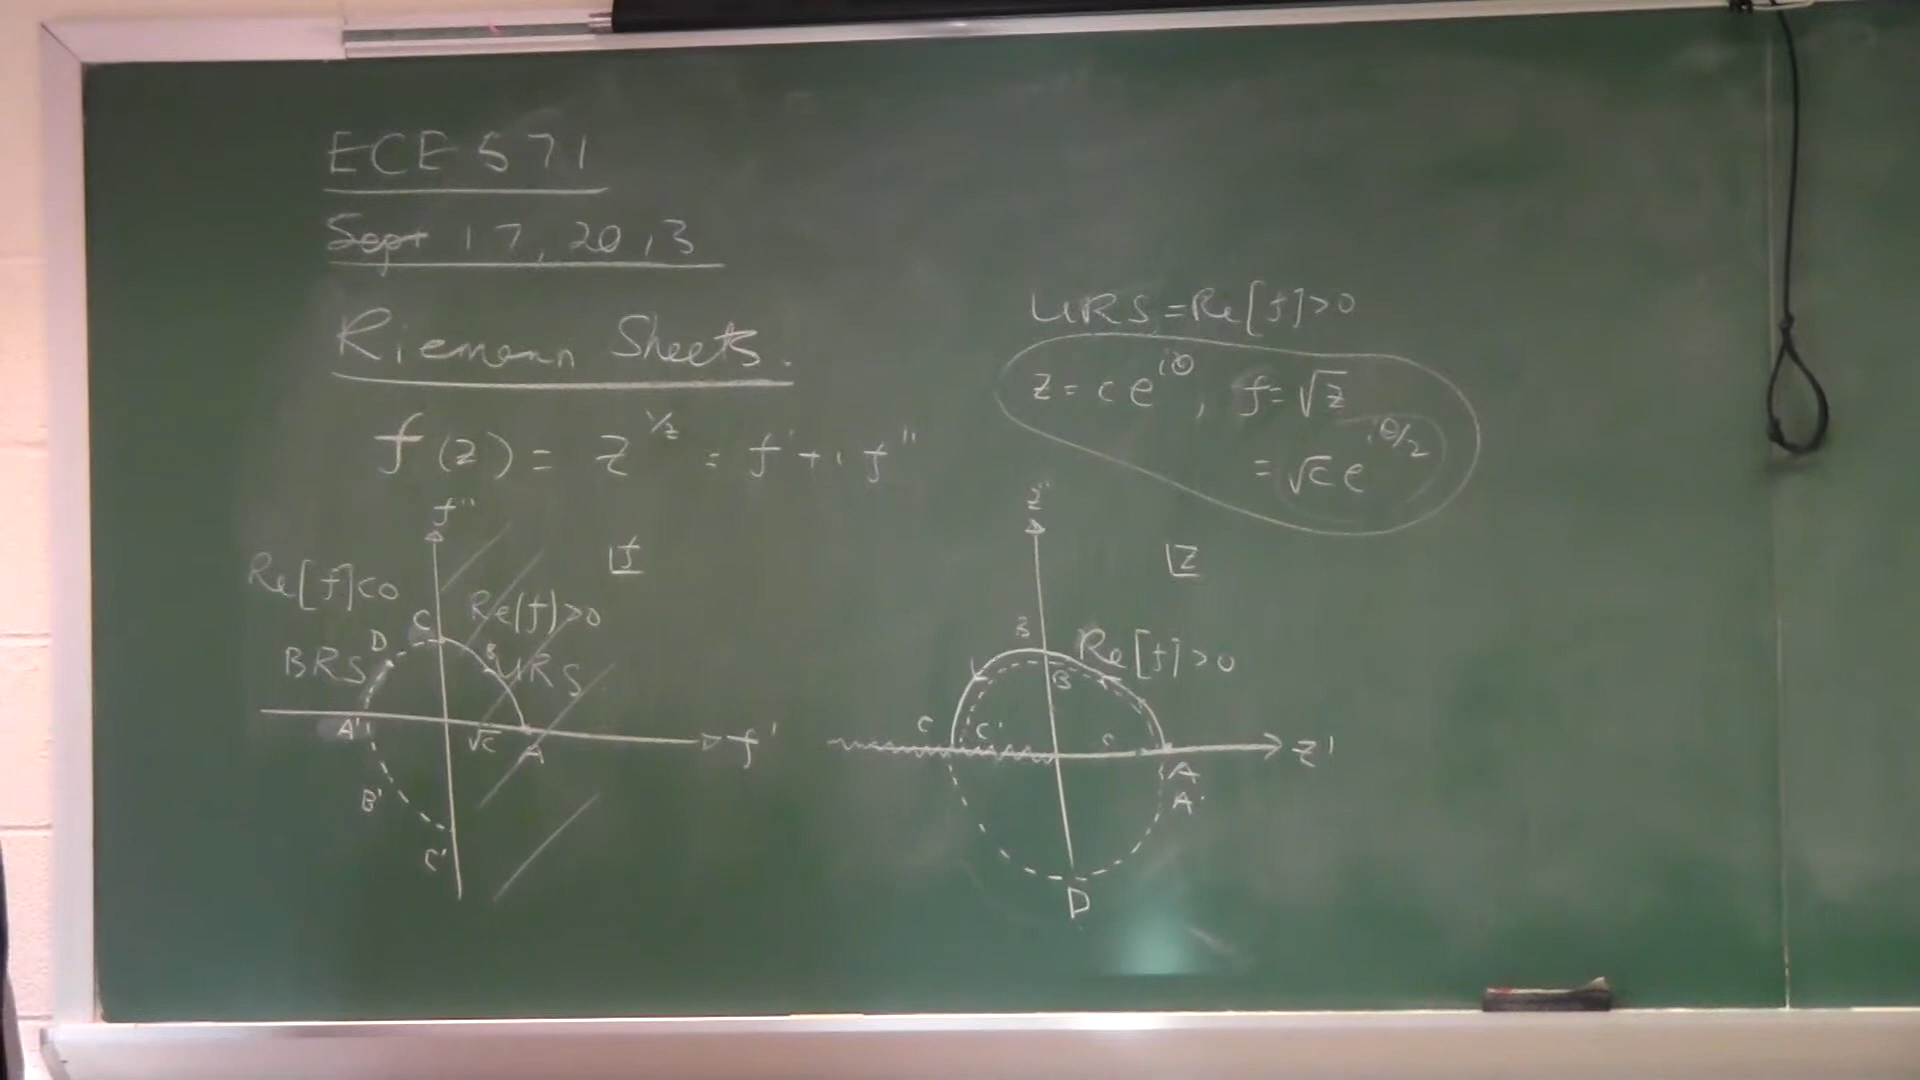 ECE 571
Sept 17, 2013
Riemann Sheets.
f(z) = z^1/2 = f' + i f''
URS = Re[f]>0
z = c e^iθ, f = √z
= √c e^iθ/2
f''
f
Re[f]<0
Re[f]>0
C
D
B
BRS
URS
A'
√c
A
f'
B'
C'
z''
z
B
Re[f]>0
B'
C
C'
c
z'
A
A'
D